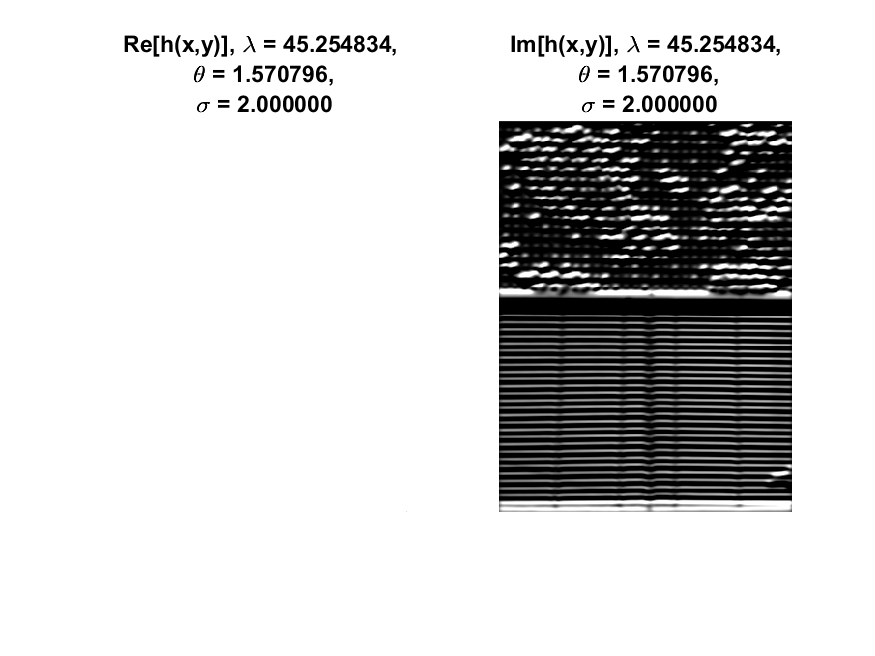 Re[h(x,y)], λ = 45.254834,
θ = 1.570796,
σ = 2.000000
Im[h(x,y)], λ = 45.254834,
θ = 1.570796,
σ = 2.000000